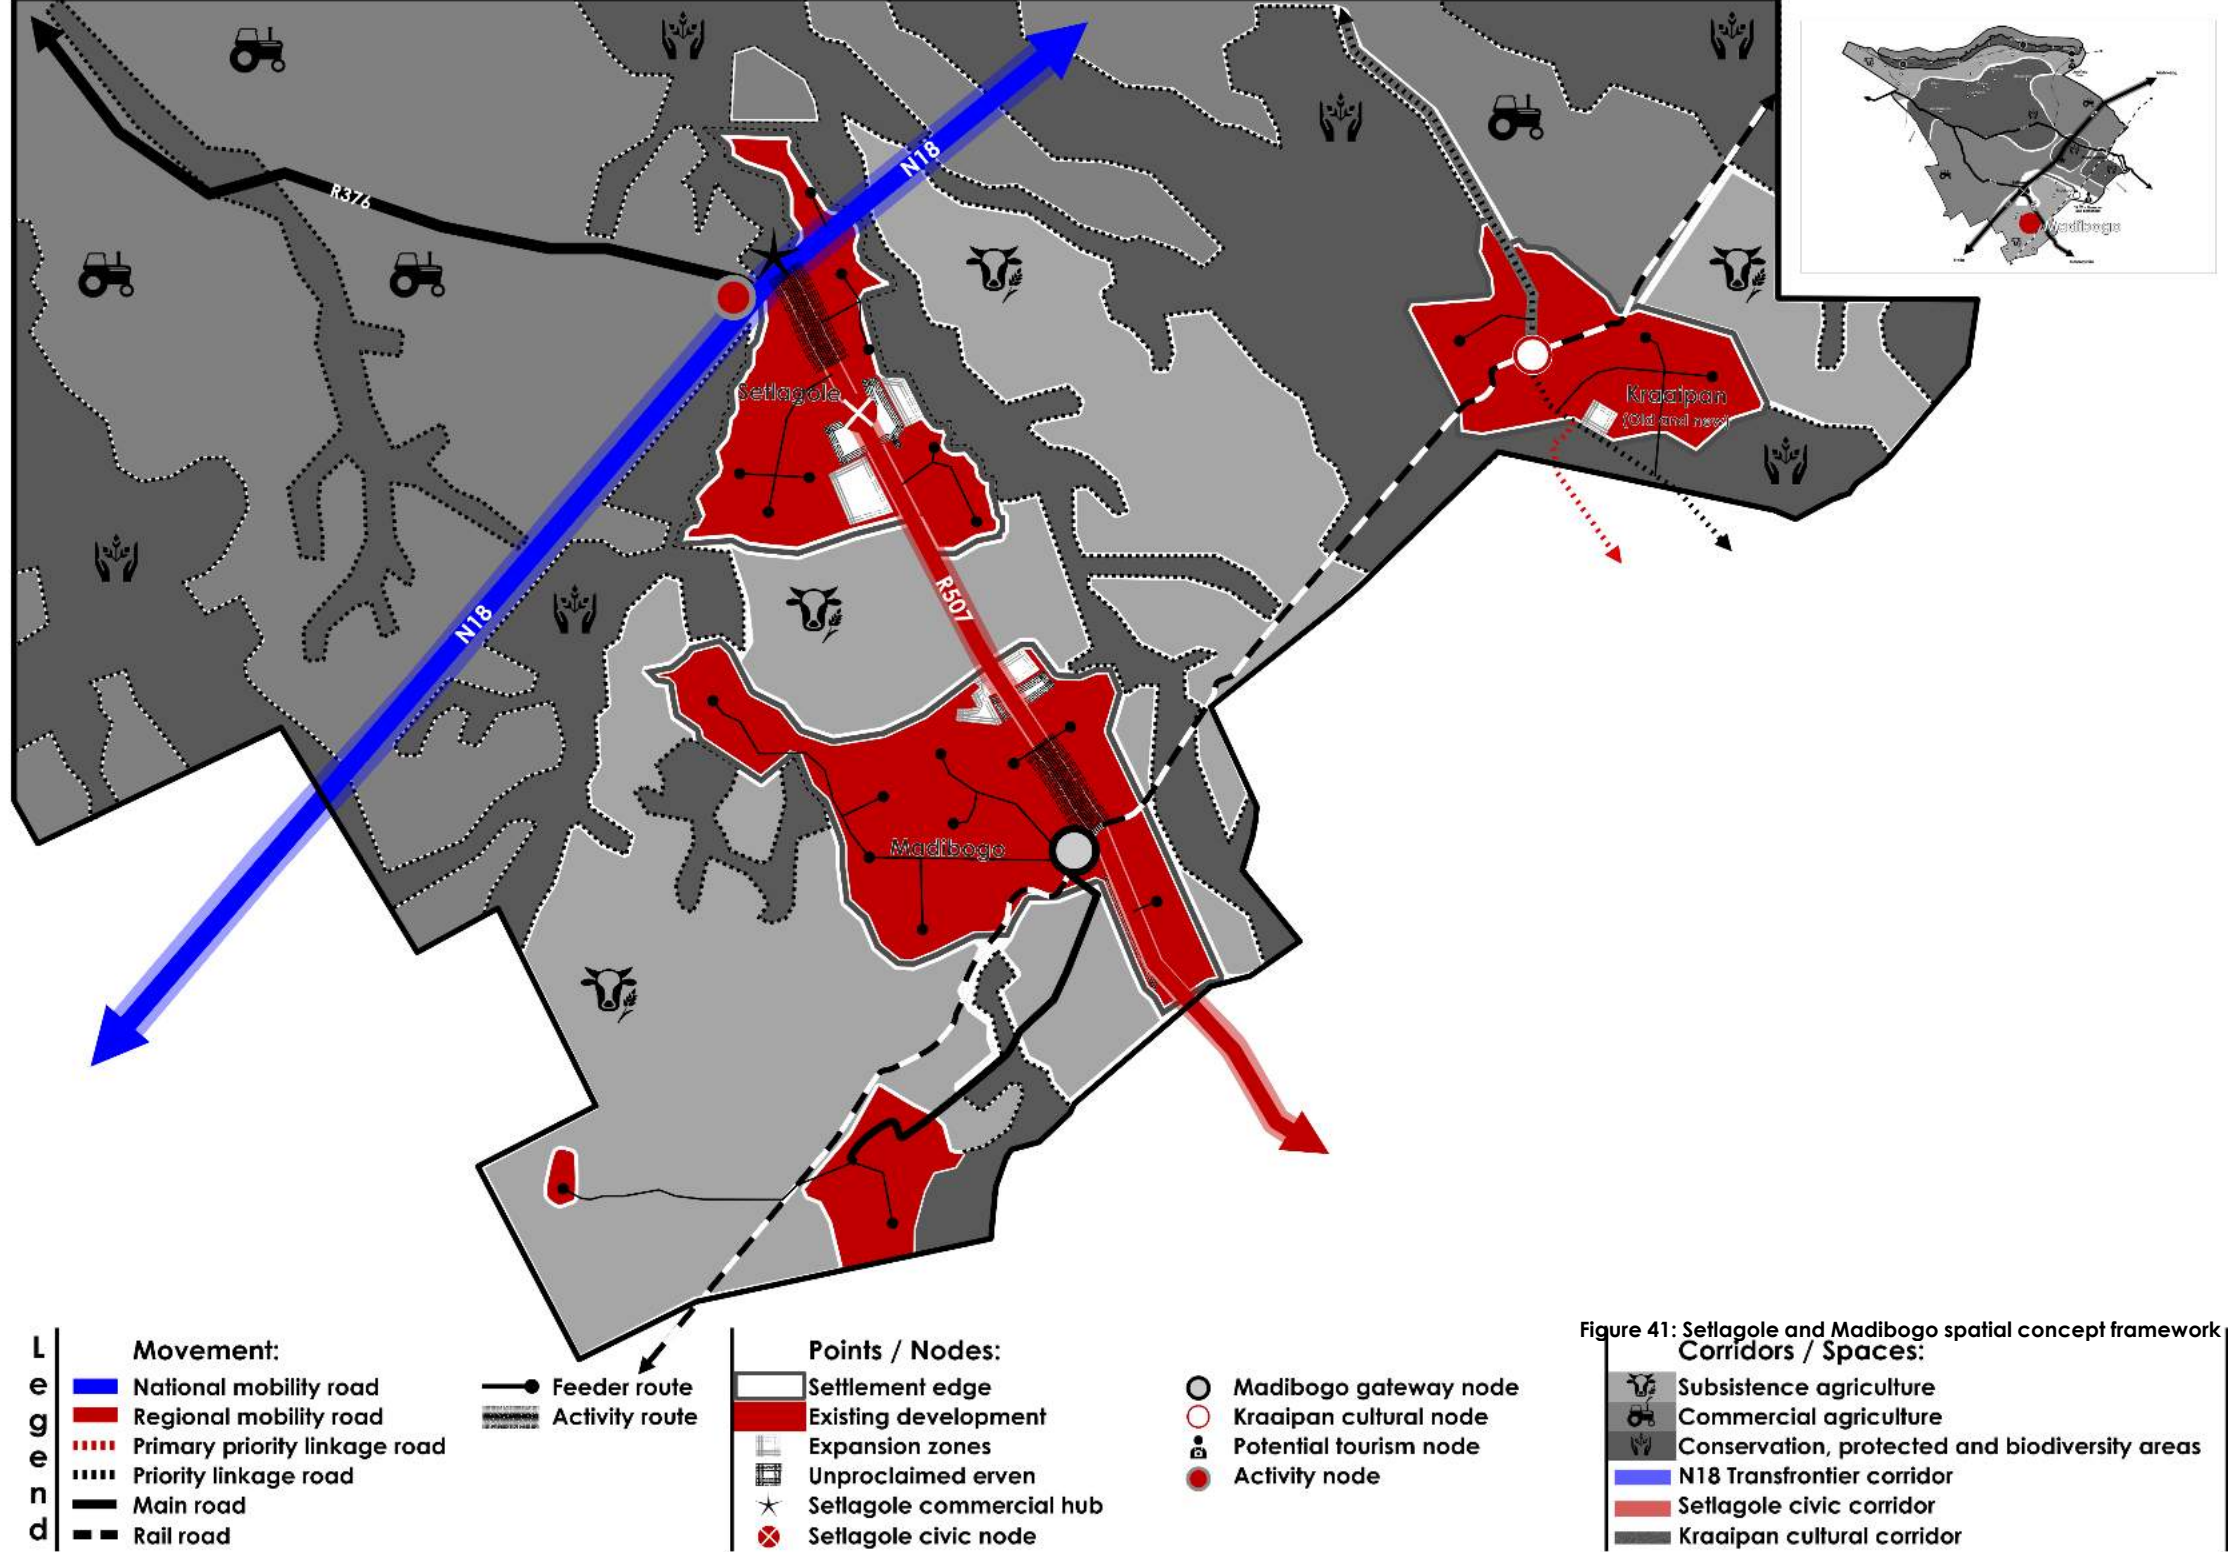 N18
R376
Madibogo
Setlagole
Kraaipan
(Old and new)
R507
N18
Madibogo
Figure 41: Setlagole and Madibogo spatial concept framework
Legend
Movement:
National mobility road
Regional mobility road
Primary priority linkage road
Priority linkage road
Main road
Rail road
Feeder route
Activity route
Points / Nodes:
Settlement edge
Existing development
Expansion zones
Unproclaimed erven
Setlagole commercial hub
Setlagole civic node
Madibogo gateway node
Kraaipan cultural node
Potential tourism node
Activity node
Corridors / Spaces:
Subsistence agriculture
Commercial agriculture
Conservation, protected and biodiversity areas
N18 Transfrontier corridor
Setlagole civic corridor
Kraaipan cultural corridor